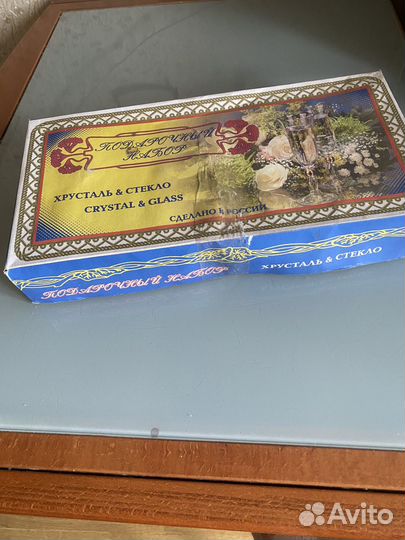 ПОДАРОЧНЫЙ
НАБОР
ХРУСТАЛЬ & СТЕКЛО
CRYSTAL & GLASS
СДЕЛАНО В РОССИИ
ПОДАРОЧНЫЙ НАБОР
ХРУСТАЛЬ & СТЕКЛО
Avito